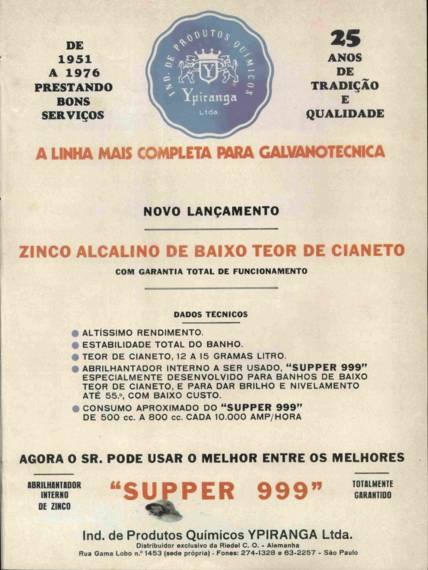 DE
1951
A 1976
PRESTANDO
BONS
SERVIÇOS
IND. DE PRODUTOS QUÍMICOS
Y
Ypiranga
Ltda.
25
ANOS
DE
TRADIÇÃO
E
QUALIDADE
A LINHA MAIS COMPLETA PARA GALVANOTECNICA
NOVO LANÇAMENTO
ZINCO ALCALINO DE BAIXO TEOR DE CIANETO
COM GARANTIA TOTAL DE FUNCIONAMENTO
DADOS TÉCNICOS
ALTÍSSIMO RENDIMENTO.
ESTABILIDADE TOTAL DO BANHO.
TEOR DE CIANETO, 12 A 15 GRAMAS LITRO.
ABRILHANTADOR INTERNO A SER USADO, "SUPPER 999"
ESPECIALMENTE DESENVOLVIDO PARA BANHOS DE BAIXO
TEOR DE CIANETO, E PARA DAR BRILHO E NIVELAMENTO
ATÉ 55.º, COM BAIXO CUSTO.
CONSUMO APROXIMADO DO "SUPPER 999"
DE 500 cc. A 800 cc. CADA 10.000 AMP/HORA
AGORA O SR. PODE USAR O MELHOR ENTRE OS MELHORES
ABRILHANTADOR
INTERNO
DE ZINCO
"SUPPER 999"
TOTALMENTE
GARANTIDO
Ind. de Produtos Químicos YPIRANGA Ltda.
Distribuidor exclusivo da Riedel C. O. - Alemanha
Rua Gama Lobo n.º 1453 (sede própria) - Fones: 274-1328 e 63-2257 - São Paulo